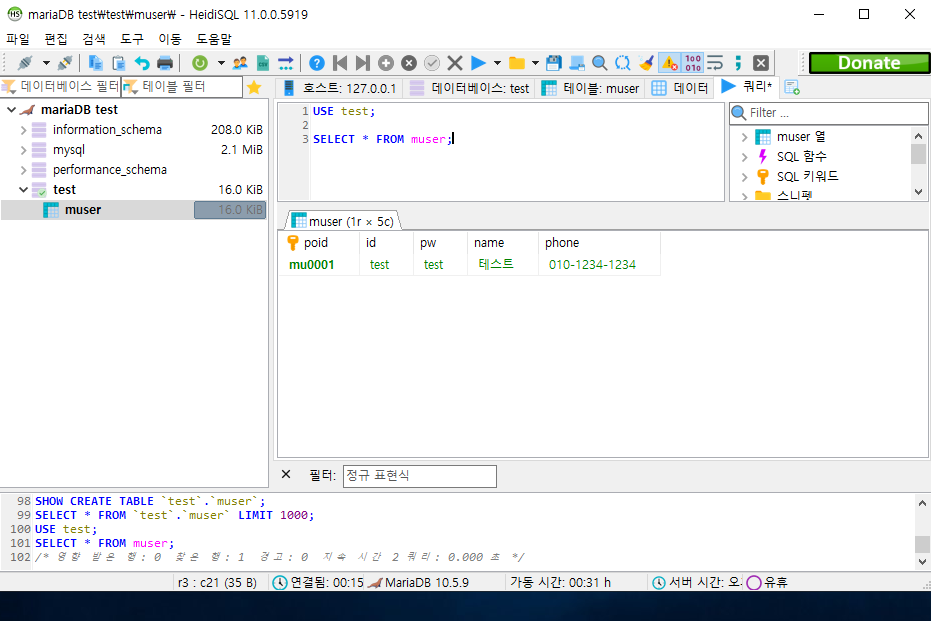 mariaDB test₩test₩muser₩ - HeidiSQL 11.0.0.5919
파일 편집 검색 도구 이동 도움말
Donate
데이터베이스 필터 테이블 필터
호스트: 127.0.0.1 데이터베이스: test 테이블: muser 데이터 쿼리*
mariaDB test
information_schema 208.0 KiB
mysql 2.1 MiB
performance_schema
test 16.0 KiB
muser 16.0 KiB
1 USE test;
2
3 SELECT * FROM muser;
Filter ...
muser 열
SQL 함수
SQL 키워드
스니펫
muser (1r × 5c)
poid id pw name phone
mu0001 test test 테스트 010-1234-1234
필터: 정규 표현식
98 SHOW CREATE TABLE `test`.`muser`;
99 SELECT * FROM `test`.`muser` LIMIT 1000;
100 USE test;
101 SELECT * FROM muser;
102 /* 영향 받은 행: 0 찾은 행: 1 경고: 0 지속 시간 2 쿼리: 0.000 초 */
r3 : c21 (35 B) 연결됨: 00:15 MariaDB 10.5.9 가동 시간: 00:31 h 서버 시간: 오. 유휴